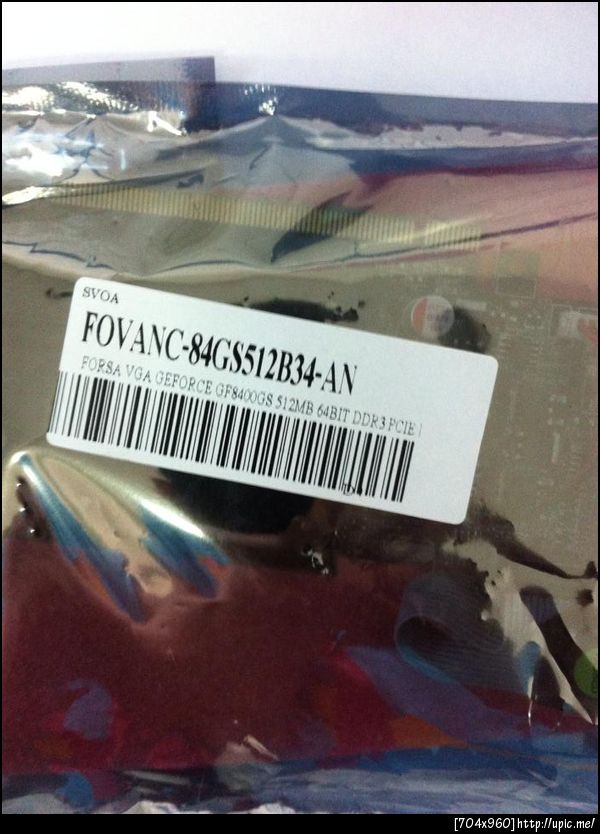 SVOA
FOVANC-84GS512B34-AN
FORSA VGA GEFORCE GF8400GS 512MB 64BIT DDR3 PCIE
[704x960]http://upic.me/